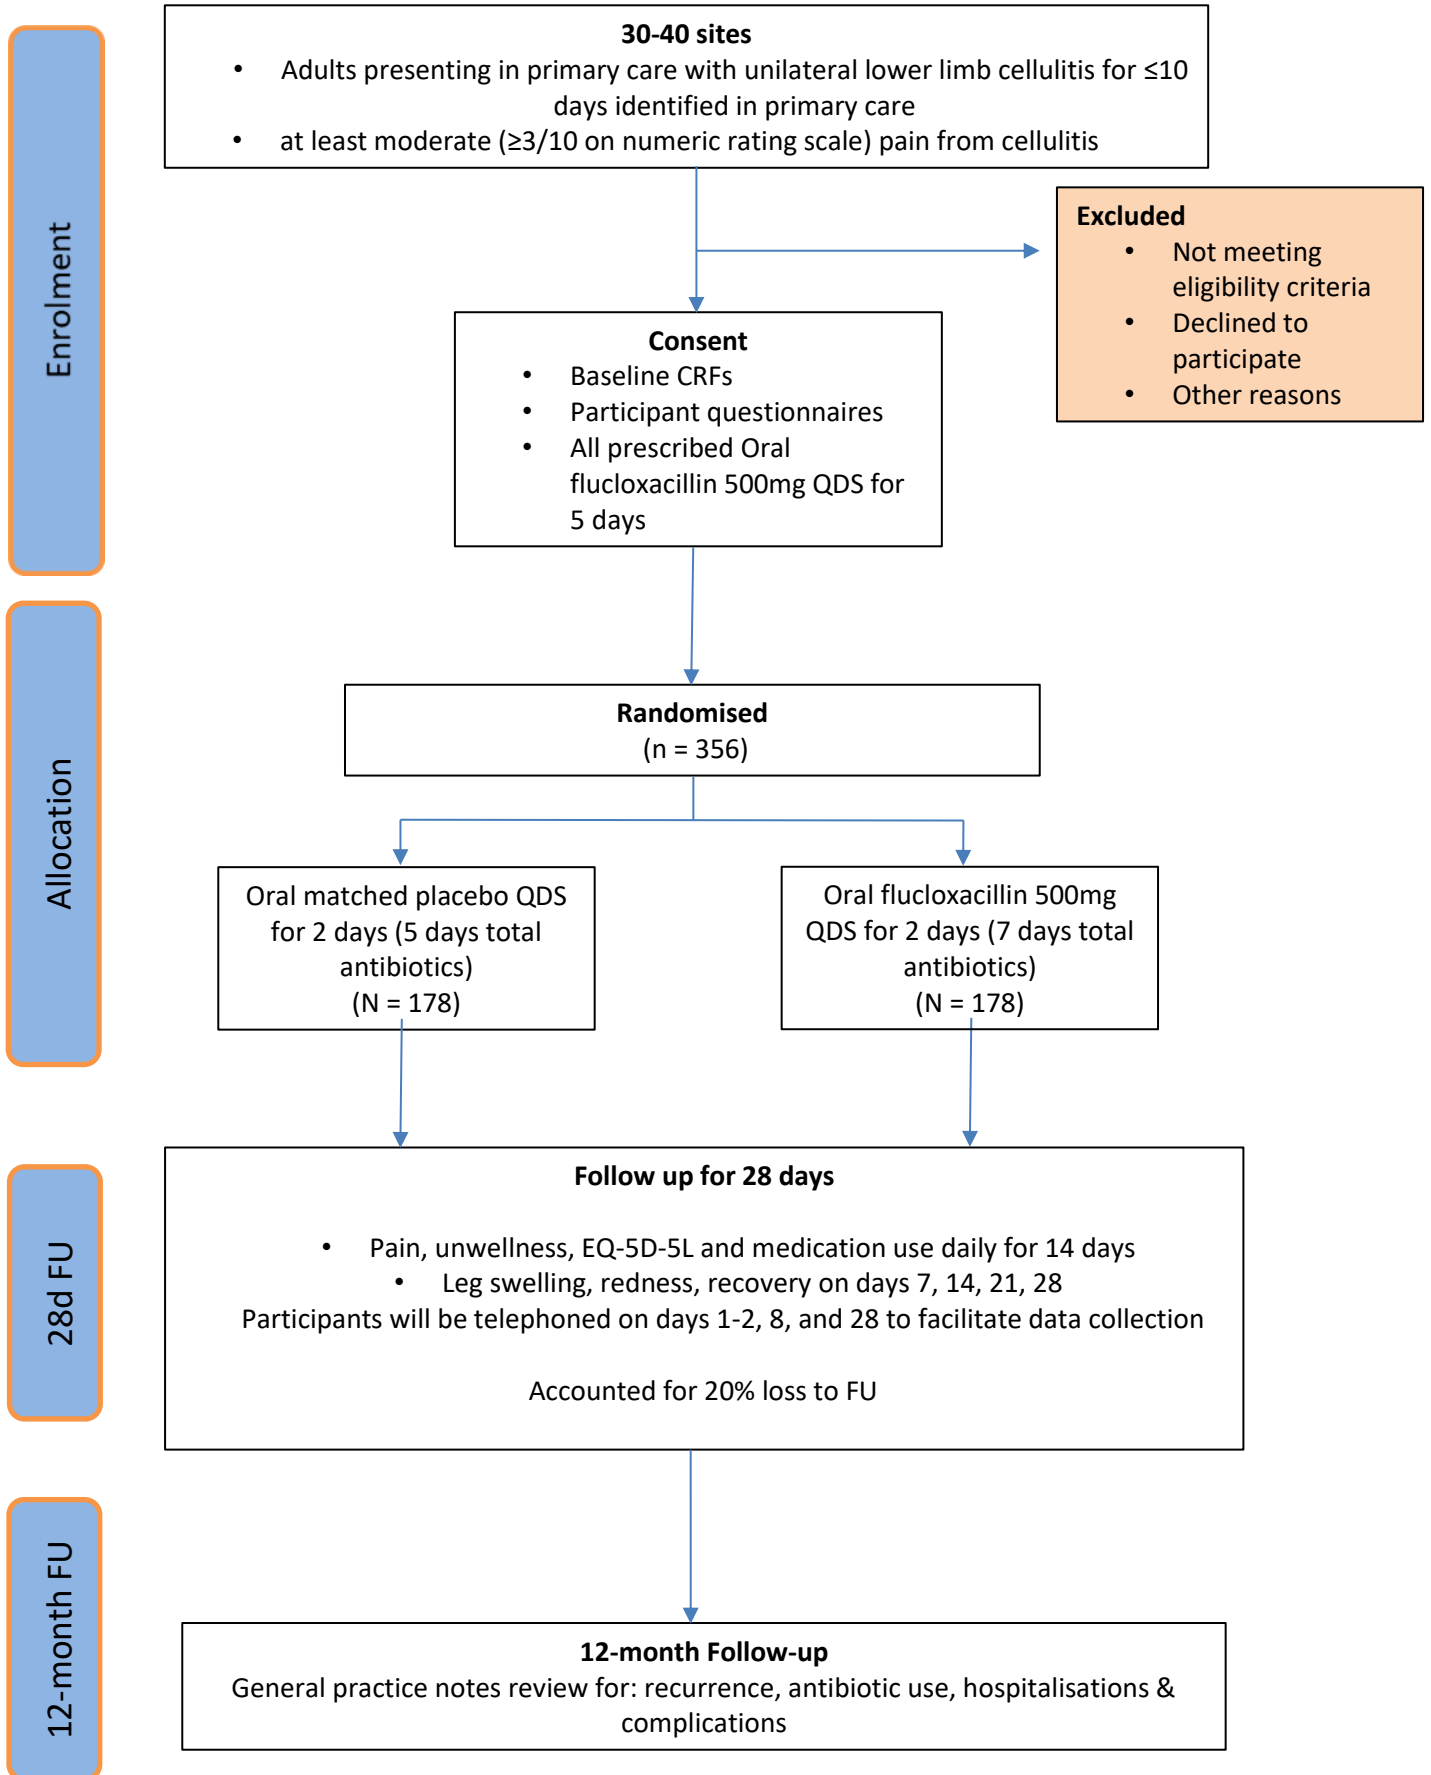 30-40 sites
• Adults presenting in primary care with unilateral lower limb cellulitis for ≤10
days identified in primary care
• at least moderate (≥3/10 on numeric rating scale) pain from cellulitis
Enrolment
Excluded
• Not meeting
eligibility criteria
• Declined to
participate
• Other reasons
Consent
• Baseline CRFs
• Participant questionnaires
• All prescribed Oral
flucloxacillin 500mg QDS for
5 days
Allocation
Randomised
(n = 356)
Oral matched placebo QDS
for 2 days (5 days total
antibiotics)
(N = 178)
Oral flucloxacillin 500mg
QDS for 2 days (7 days total
antibiotics)
(N = 178)
28d FU
Follow up for 28 days
• Pain, unwellness, EQ-5D-5L and medication use daily for 14 days
• Leg swelling, redness, recovery on days 7, 14, 21, 28
Participants will be telephoned on days 1-2, 8, and 28 to facilitate data collection
Accounted for 20% loss to FU
12-month FU
12-month Follow-up
General practice notes review for: recurrence, antibiotic use, hospitalisations &
complications